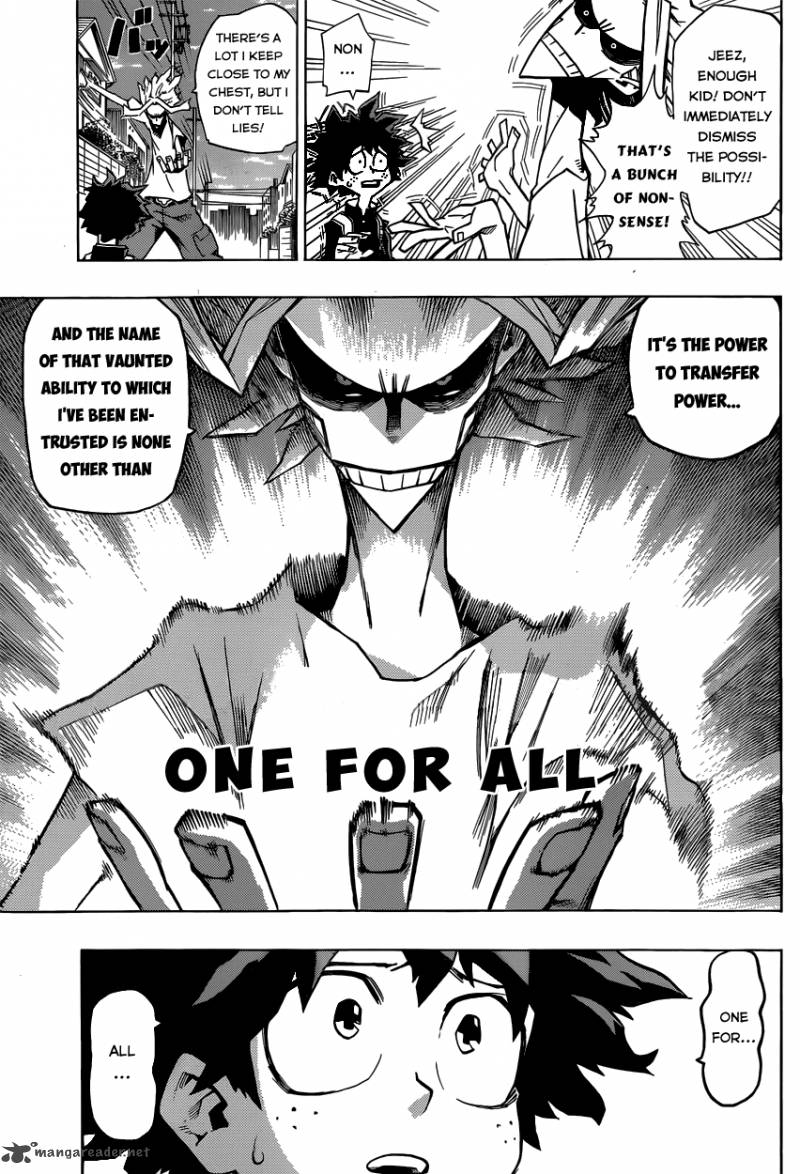 JEEZ,
ENOUGH
KID! DON'T
IMMEDIATELY
DISMISS
THE POSSI-
BILITY!!
THAT'S
A BUNCH
OF NON-
SENSE!
NON
...
THERE'S A
LOT I KEEP
CLOSE TO MY
CHEST, BUT I
DON'T TELL
LIES!
バッ
IT'S THE POWER
TO TRANSFER
POWER...
AND THE NAME
OF THAT VAUNTED
ABILITY TO WHICH
I'VE BEEN EN-
TRUSTED IS NONE
OTHER THAN
ONE FOR ALL
ONE
FOR...
ALL
...
mangareader.net